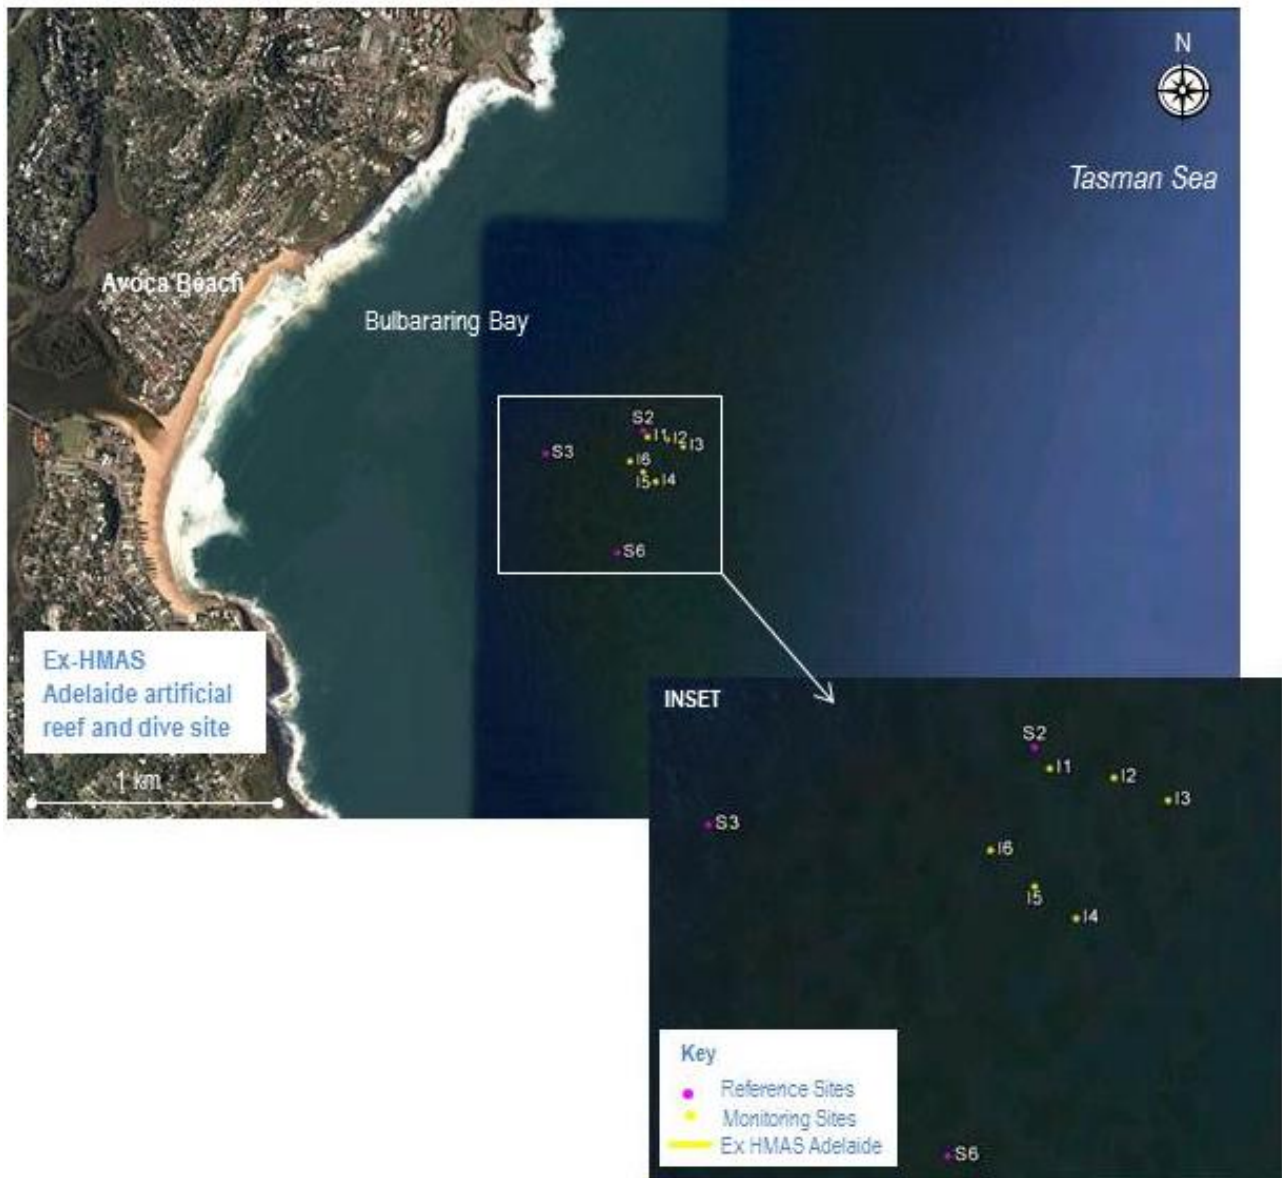 N
Tasman Sea
Avoca Beach
Bulbararing Bay
S2
I1
I2
I3
S3
I6
I5
I4
S6
Ex-HMAS
Adelaide artificial
reef and dive site
1 km
INSET
S2
I1
I2
I3
S3
I6
I5
I4
Key
Reference Sites
Monitoring Sites
Ex HMAS Adelaide
S6